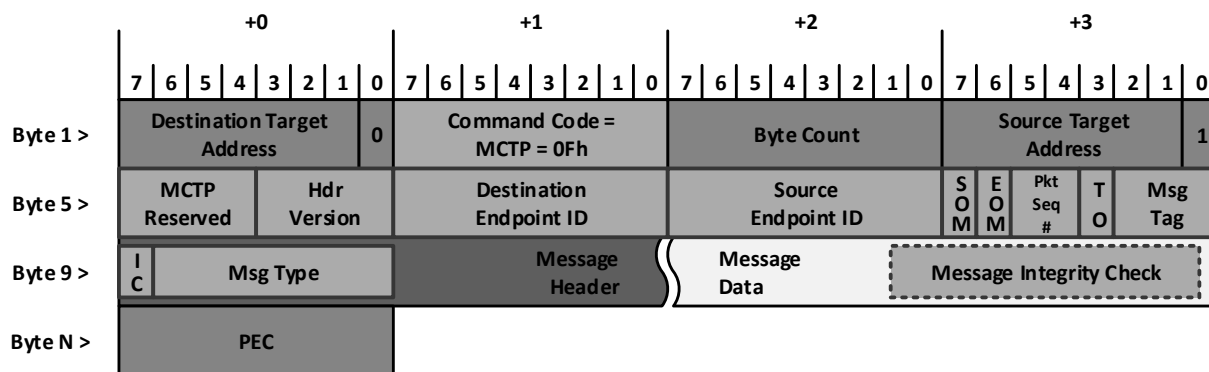 +0 +1 +2 +3
7 6 5 4 3 2 1 0 7 6 5 4 3 2 1 0 7 6 5 4 3 2 1 0 7 6 5 4 3 2 1 0
Byte 1 >
Destination Target
Address
0
Command Code =
MCTP = 0Fh
Byte Count
Source Target
Address
1
Byte 5 >
MCTP
Reserved
Hdr
Version
Destination
Endpoint ID
Source
Endpoint ID
S
O
M
E
O
M
Pkt
Seq
#
T
O
Msg
Tag
Byte 9 >
I
C
Msg Type
Message
Header
Message
Data
Message Integrity Check
Byte N >
PEC